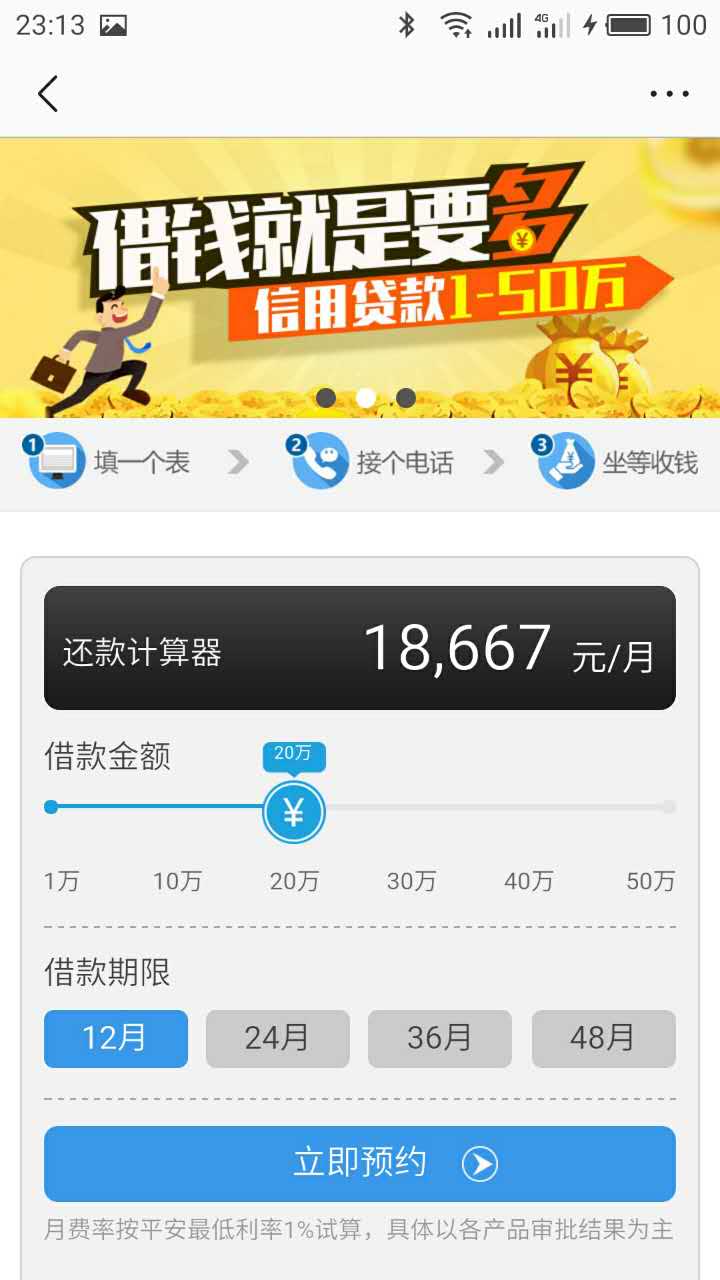 23:13 4G 100
借钱就是要多
信用贷款1-50万
1 填一个表 2 接个电话 3 坐等收钱
还款计算器 18,667 元/月
借款金额 20万
¥
1万 10万 20万 30万 40万 50万
借款期限
12月 24月 36月 48月
立即预约
月费率按平安最低利率1%试算，具体以各产品审批结果为主